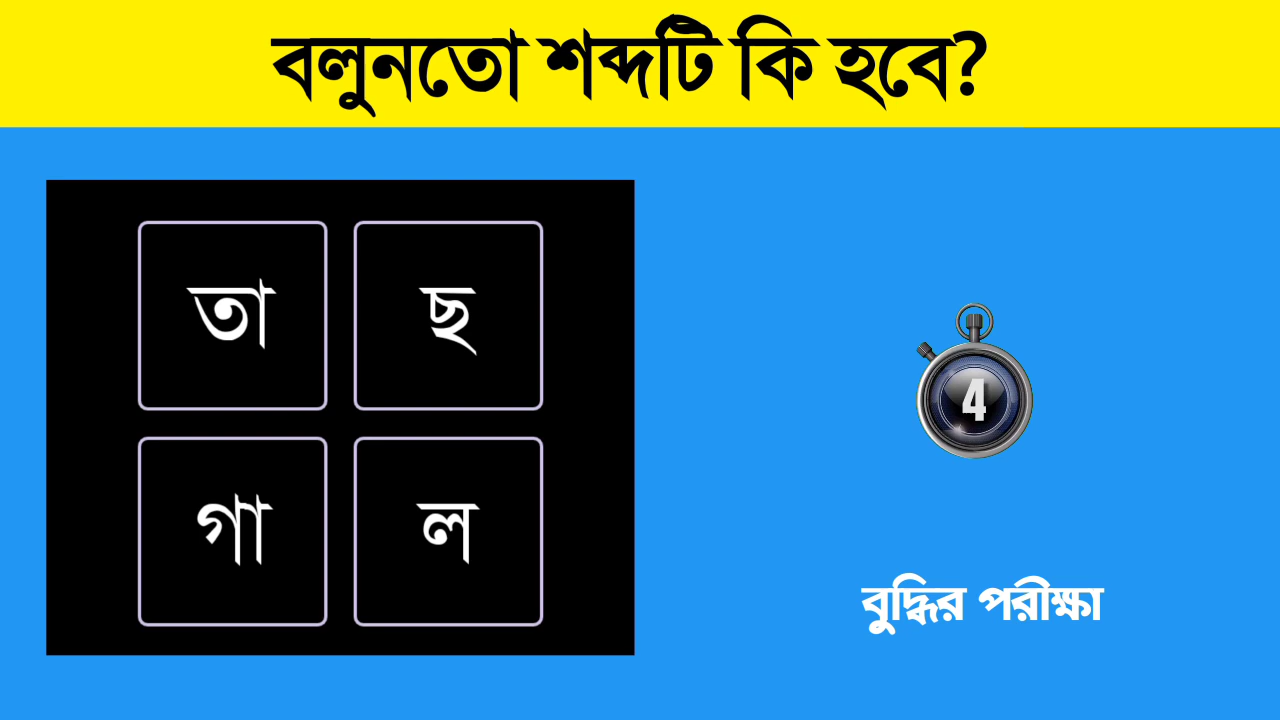 বলুনতো শব্দটি কি হবে?
তা ছ
গা ল
4
বুদ্ধির পরীক্ষা